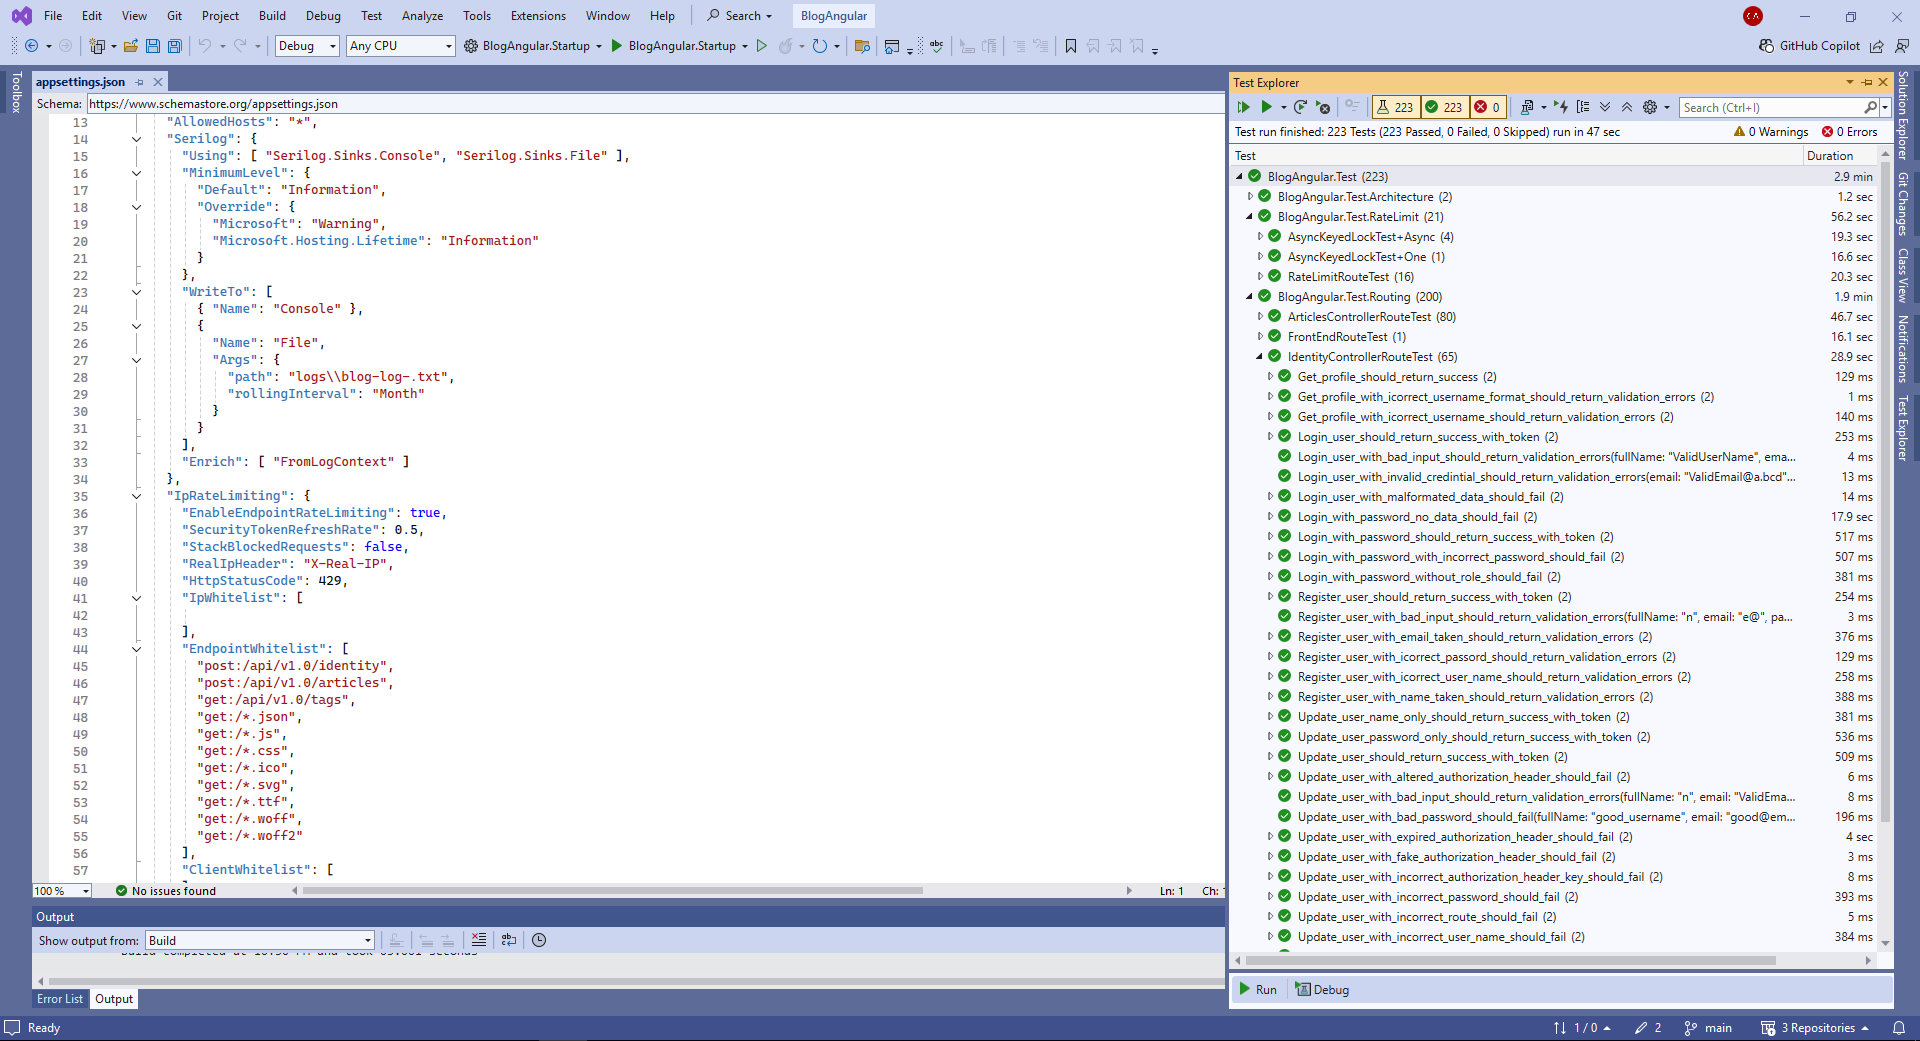 File Edit View Git Project Build Debug Test Analyze Tools Extensions Window Help Search BlogAngular
Debug Any CPU BlogAngular.Startup BlogAngular.Startup GitHub Copilot
Toolbox
appsettings.json
Schema: https://www.schemastore.org/appsettings.json
13 "AllowedHosts": "*",
14 "Serilog": {
15 "Using": [ "Serilog.Sinks.Console", "Serilog.Sinks.File" ],
16 "MinimumLevel": {
17 "Default": "Information",
18 "Override": {
19 "Microsoft": "Warning",
20 "Microsoft.Hosting.Lifetime": "Information"
21 }
22 },
23 "WriteTo": [
24 { "Name": "Console" },
25 {
26 "Name": "File",
27 "Args": {
28 "path": "logs\\blog-log-.txt",
29 "rollingInterval": "Month"
30 }
31 }
32 ],
33 "Enrich": [ "FromLogContext" ]
34 },
35 "IpRateLimiting": {
36 "EnableEndpointRateLimiting": true,
37 "SecurityTokenRefreshRate": 0.5,
38 "StackBlockedRequests": false,
39 "RealIpHeader": "X-Real-IP",
40 "HttpStatusCode": 429,
41 "IpWhitelist": [
42
43 ],
44 "EndpointWhitelist": [
45 "post:/api/v1.0/identity",
46 "post:/api/v1.0/articles",
47 "get:/api/v1.0/tags",
48 "get:/*.json",
49 "get:/*.js",
50 "get:/*.css",
51 "get:/*.ico",
52 "get:/*.svg",
53 "get:/*.ttf",
54 "get:/*.woff",
55 "get:/*.woff2"
56 ],
57 "ClientWhitelist": [
100 % No issues found Ln: 1 Ch: 1
Output
Show output from: Build
Error List Output
Test Explorer
223 223 0 Search (Ctrl+I)
Test run finished: 223 Tests (223 Passed, 0 Failed, 0 Skipped) run in 47 sec 0 Warnings 0 Errors
Test Duration
BlogAngular.Test (223) 2.9 min
BlogAngular.Test.Architecture (2) 1.2 sec
BlogAngular.Test.RateLimit (21) 56.2 sec
AsyncKeyedLockTest+Async (4) 19.3 sec
AsyncKeyedLockTest+One (1) 16.6 sec
RateLimitRouteTest (16) 20.3 sec
BlogAngular.Test.Routing (200) 1.9 min
ArticlesControllerRouteTest (80) 46.7 sec
FrontEndRouteTest (1) 16.1 sec
IdentityControllerRouteTest (65) 28.9 sec
Get_profile_should_return_success (2) 129 ms
Get_profile_with_icorrect_username_format_should_return_validation_errors (2) 1 ms
Get_profile_with_icorrect_username_should_return_validation_errors (2) 140 ms
Login_user_should_return_success_with_token (2) 253 ms
Login_user_with_bad_input_should_return_validation_errors(fullName: "ValidUserName", ema... 4 ms
Login_user_with_invalid_credintial_should_return_validation_errors(email: "ValidEmail@a.bcd"... 13 ms
Login_user_with_malformated_data_should_fail (2) 14 ms
Login_with_password_no_data_should_fail (2) 17.9 sec
Login_with_password_should_return_success_with_token (2) 517 ms
Login_with_password_with_incorrect_password_should_fail (2) 507 ms
Login_with_password_without_role_should_fail (2) 381 ms
Register_user_should_return_success_with_token (2) 254 ms
Register_user_with_bad_input_should_return_validation_errors(fullName: "n", email: "e@", pa... 3 ms
Register_user_with_email_taken_should_return_validation_errors (2) 376 ms
Register_user_with_icorrect_passord_should_return_validation_errors (2) 129 ms
Register_user_with_icorrect_user_name_should_return_validation_errors (2) 258 ms
Register_user_with_name_taken_should_return_validation_errors (2) 388 ms
Update_user_name_only_should_return_success_with_token (2) 381 ms
Update_user_password_only_should_return_success_with_token (2) 536 ms
Update_user_should_return_success_with_token (2) 509 ms
Update_user_with_altered_authorization_header_should_fail (2) 6 ms
Update_user_with_bad_input_should_return_validation_errors(fullName: "n", email: "ValidEma... 8 ms
Update_user_with_bad_password_should_fail(fullName: "good_username", email: "good@em... 196 ms
Update_user_with_expired_authorization_header_should_fail (2) 4 sec
Update_user_with_fake_authorization_header_should_fail (2) 3 ms
Update_user_with_incorrect_authorization_header_key_should_fail (2) 8 ms
Update_user_with_incorrect_password_should_fail (2) 393 ms
Update_user_with_incorrect_route_should_fail (2) 5 ms
Update_user_with_incorrect_user_name_should_fail (2) 384 ms
Run Debug
Solution Explorer
Git Changes
Class View
Notifications
Test Explorer
Ready 1 / 0 2 main 3 Repositories